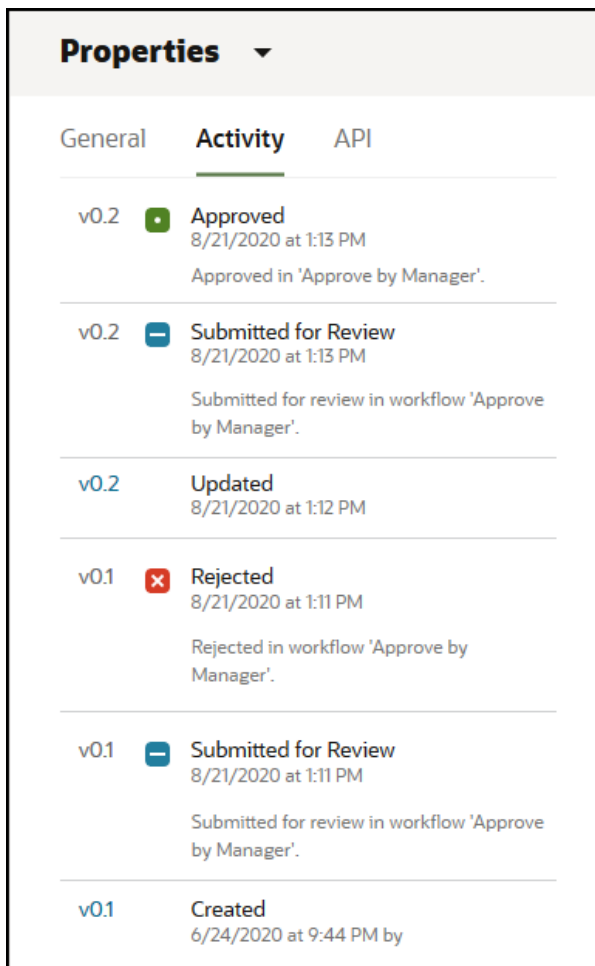 Properties
General Activity API
v0.2 Approved
8/21/2020 at 1:13 PM
Approved in 'Approve by Manager'.
v0.2 Submitted for Review
8/21/2020 at 1:13 PM
Submitted for review in workflow 'Approve
by Manager'.
v0.2 Updated
8/21/2020 at 1:12 PM
v0.1 Rejected
8/21/2020 at 1:11 PM
Rejected in workflow 'Approve by
Manager'.
v0.1 Submitted for Review
8/21/2020 at 1:11 PM
Submitted for review in workflow 'Approve
by Manager'.
v0.1 Created
6/24/2020 at 9:44 PM by